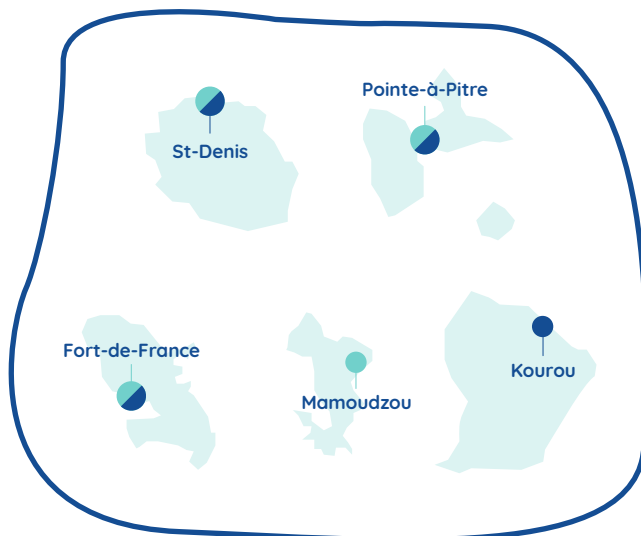 Pointe-à-Pitre
St-Denis
Fort-de-France
Kourou
Mamoudzou